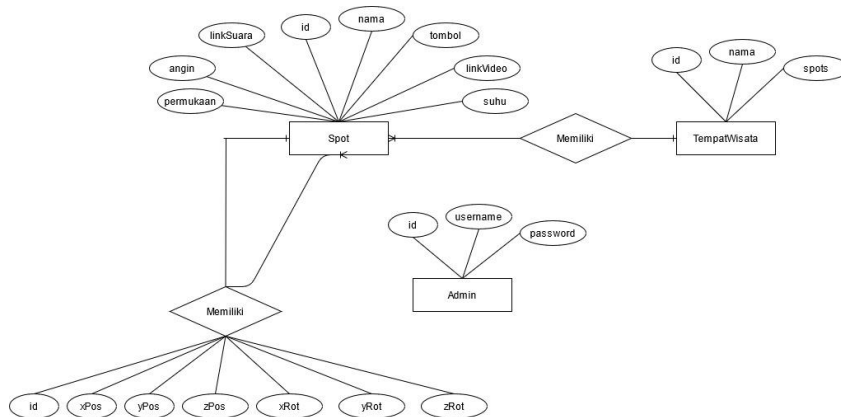 linkSuara
id
nama
tombol
angin
linkVideo
permukaan
suhu
Spot
Memiliki
id
nama
spots
TempatWisata
id
username
password
Admin
Memiliki
id
xPos
yPos
zPos
xRot
yRot
zRot